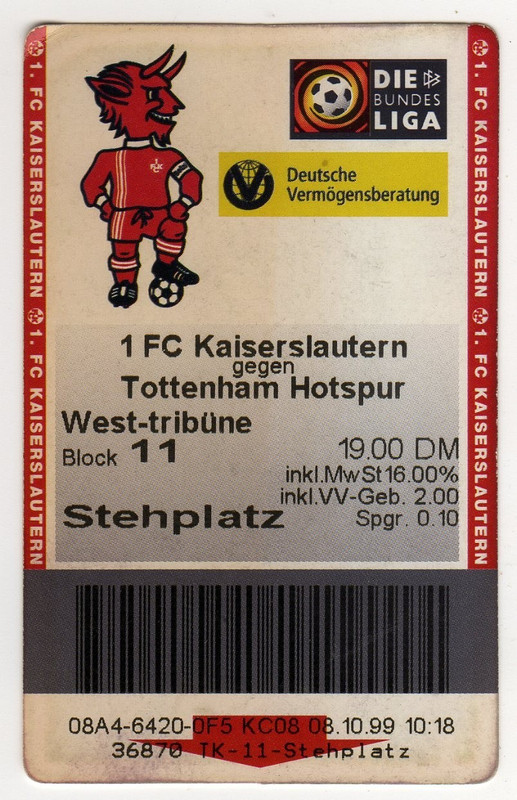 DIE
BUNDES
LIGA
Deutsche
Vermögensberatung
1. FC KAISERSLAUTERN
1. FC KAISERSLAUTERN
1. FC KAISERSLAUTERN
1. FC KAISERSLAUTERN
1 FC Kaiserslautern
gegen
Tottenham Hotspur
West-tribüne
Block 11
19.00 DM
inkl.MwSt16.00%
inkl.VV-Geb. 2.00
Stehplatz
Spgr. 0.10
08A4-6420-0F5 KC08 08.10.99 10:18
36870 TK-11-Stehplatz